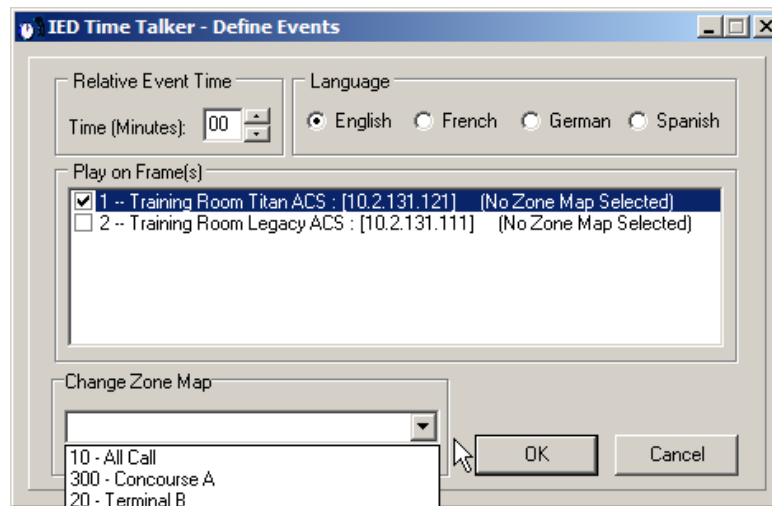 IED Time Talker - Define Events
Relative Event Time
Time (Minutes): 00
Language
English French German Spanish
Play on Frame(s)
1 -- Training Room Titan ACS : [10.2.131.121] (No Zone Map Selected)
2 -- Training Room Legacy ACS : [10.2.131.111] (No Zone Map Selected)
Change Zone Map
10 - All Call
300 - Concourse A
20 - Terminal B
OK Cancel